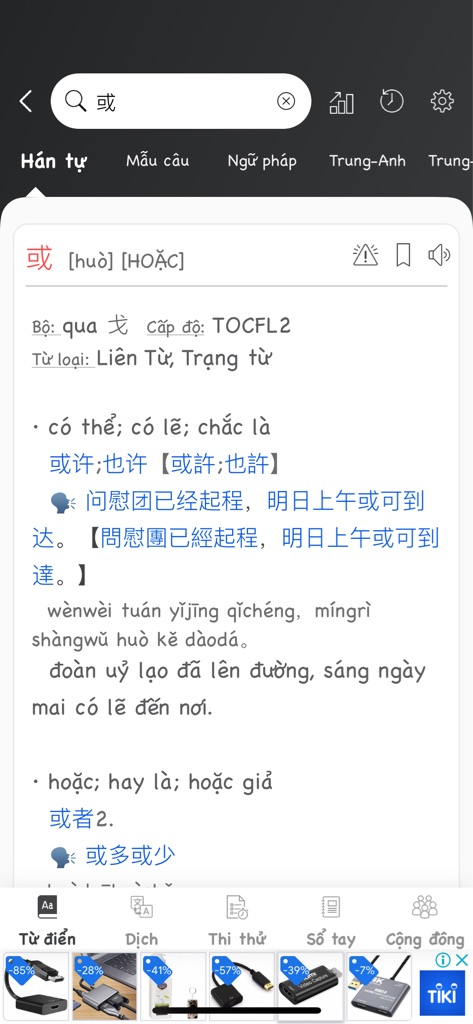 或
Hán tự Mẫu câu Ngữ pháp Trung-Anh Trung-
或 [huò] [HOẶC]
Bộ: qua 戈 Cấp độ: TOCFL2
Từ loại: Liên Từ, Trạng từ
· có thể; có lẽ; chắc là
或许;也许【或許;也許】
问慰团已经起程，明日上午或可到
达。【問慰團已經起程，明日上午或可到
達。】
wènwèi tuán yǐjīng qǐchéng，míngrì
shàngwǔ huò kě dàodá。
đoàn uỷ lạo đã lên đường, sáng ngày
mai có lẽ đến nơi.
· hoặc; hay là; hoặc giả
或者2.
或多或少
Aa
Từ điển Dịch Thi thử Sổ tay Cộng đồng
-85% -28% -41% -57% -39% -7%
TIKI